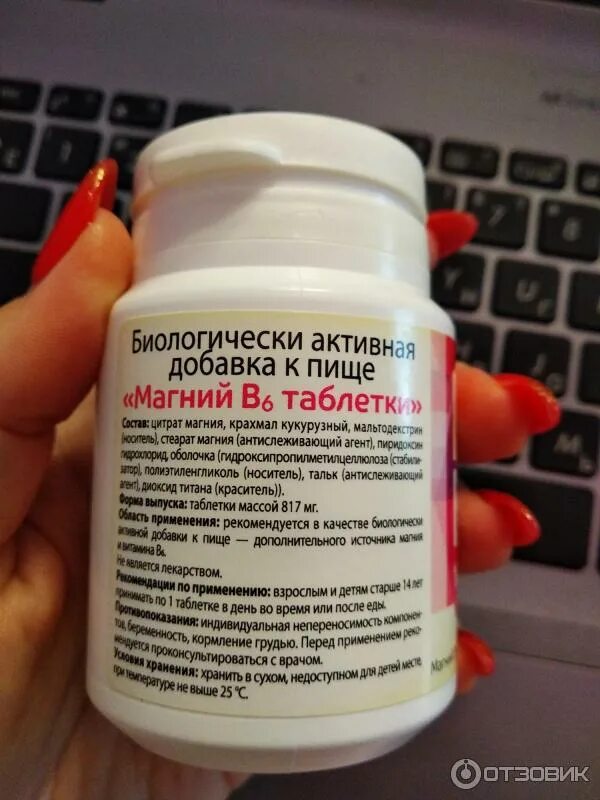 Биологически активная
добавка к пище
«Магний B₆ таблетки»
Состав: цитрат магния, крахмал кукурузный, мальтодекстрин
(носитель), стеарат магния (антислеживающий агент), пиридоксин
гидрохлорид, оболочка (гидроксипропилметилцеллюлоза (стабили-
затор), полиэтиленгликоль (носитель), тальк (антислеживающий
агент), диоксид титана (краситель)).
Форма выпуска: таблетки массой 817 мг.
Область применения: рекомендуется в качестве биологически
активной добавки к пище — дополнительного источника магния
и витамина B₆.
Не является лекарством.
Рекомендации по применению: взрослым и детям старше 14 лет
принимать по 1 таблетке в день во время или после еды.
Противопоказания: индивидуальная непереносимость компонен-
тов, беременность, кормление грудью. Перед применением реко-
мендуется проконсультироваться с врачом.
Условия хранения: хранить в сухом, недоступном для детей месте,
при температуре не выше 25 °C.
Магний
ОТЗОВИК